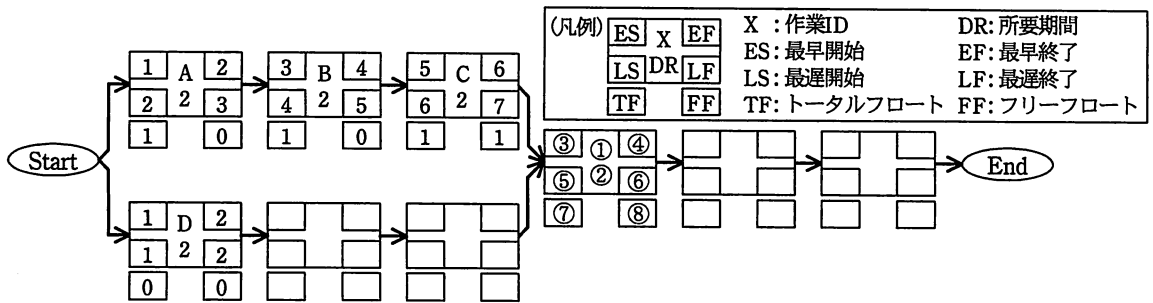 (凡例)
ES X EF
LS DR LF
TF FF
X :作業ID DR:所要期間
ES:最早開始 EF:最早終了
LS:最遅開始 LF:最遅終了
TF:トータルフロート FF:フリーフロート
1 A 2 3 B 4 5 C 6
2 2 3 4 2 5 6 2 7
1 0 1 0 1 1
Start
③ ① ④
⑤ ② ⑥
⑦ ⑧
End
1 D 2
1 2 2
0 0